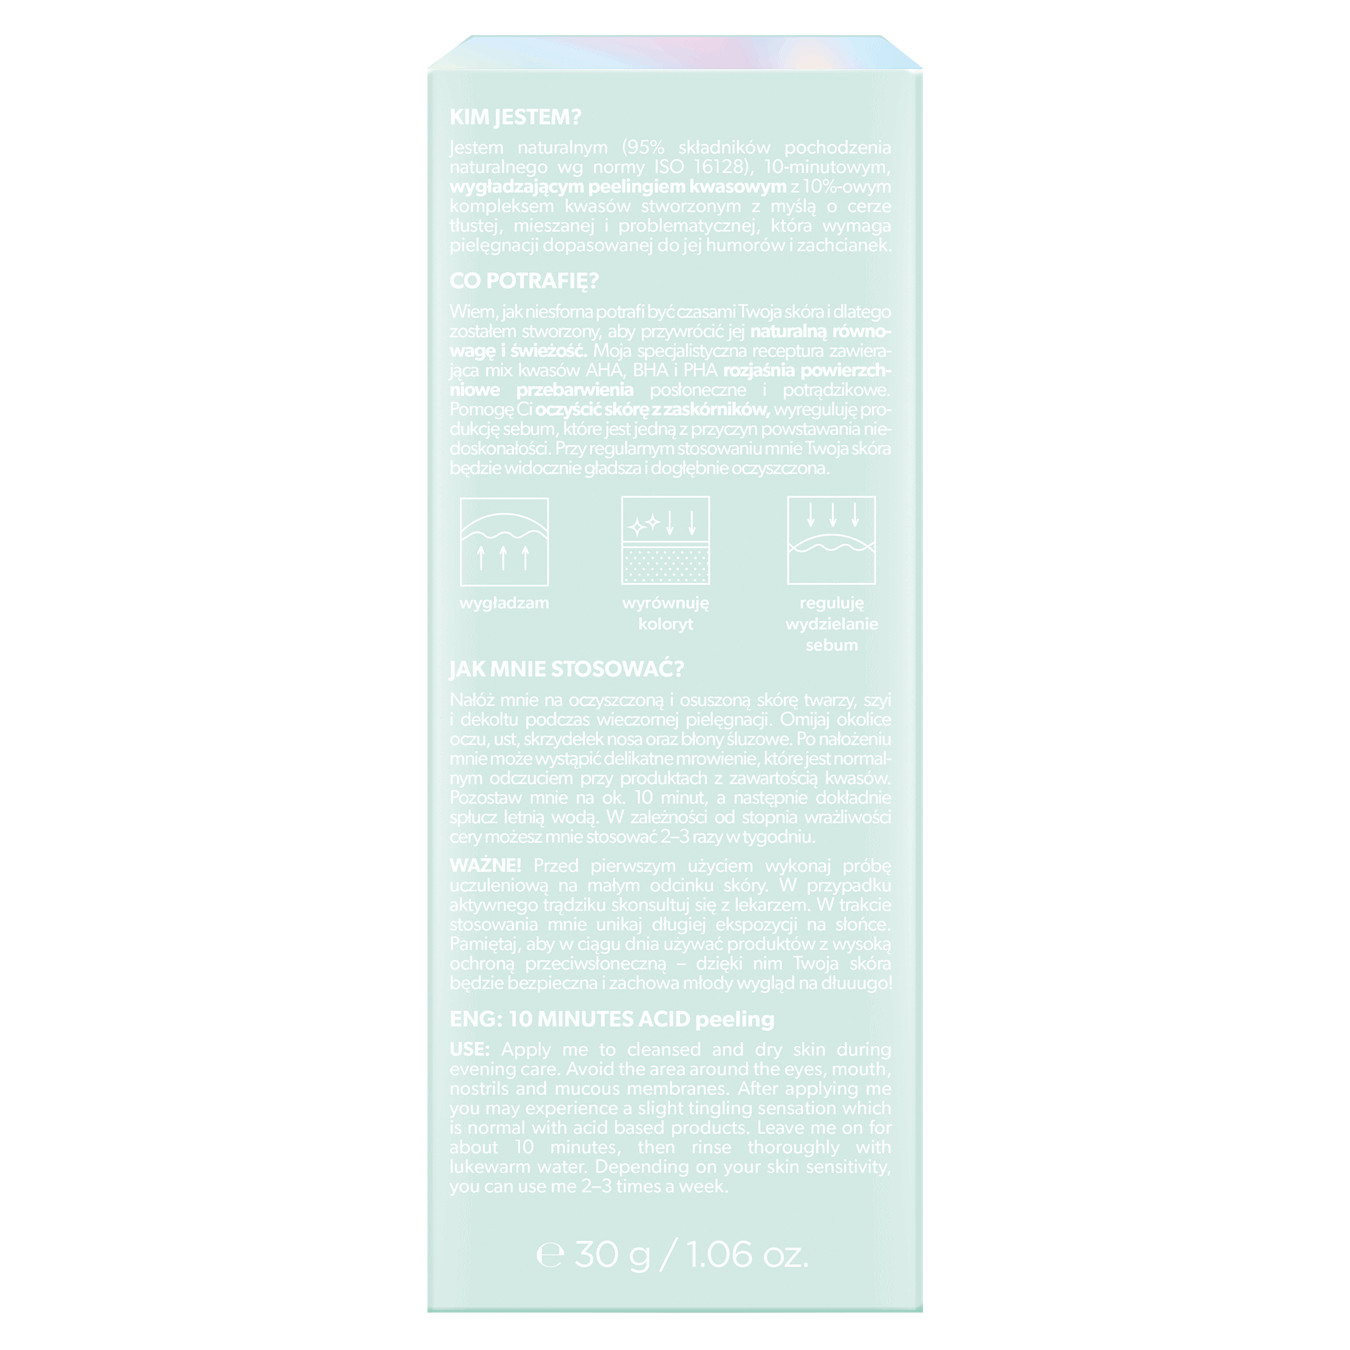 KIM JESTEM?
Jestem naturalnym (95% składników pochodzenia
naturalnego wg normy ISO 16128), 10-minutowym,
wygładzającym peelingiem kwasowym z 10%-owym
kompleksem kwasów stworzonym z myślą o cerze
tłustej, mieszanej i problematycznej, która wymaga
pielęgnacji dopasowanej do jej humorów i zachcianek.
CO POTRAFIĘ?
Wiem, jak niesforna potrafi być czasami Twoja skóra i dlatego
zostałem stworzony, aby przywrócić jej naturalną równo-
wagę i świeżość. Moja specjalistyczna receptura zawiera-
jąca mix kwasów AHA, BHA i PHA rozjaśnia powierzch-
niowe przebarwienia posłoneczne i potrądzikowe.
Pomogę Ci oczyścić skórę z zaskórników, wyreguluję pro-
dukcję sebum, które jest jedną z przyczyn powstawania nie-
doskonałości. Przy regularnym stosowaniu mnie Twoja skóra
będzie widocznie gładsza i dogłębnie oczyszczona.
wygładzam
wyrównuję
koloryt
reguluję
wydzielanie
sebum
JAK MNIE STOSOWAĆ?
Nałóż mnie na oczyszczoną i osuszoną skórę twarzy, szyi
i dekoltu podczas wieczornej pielęgnacji. Omijaj okolice
oczu, ust, skrzydełek nosa oraz błony śluzowe. Po nałożeniu
mnie może wystąpić delikatne mrowienie, które jest normal-
nym odczuciem przy produktach z zawartością kwasów.
Pozostaw mnie na ok. 10 minut, a następnie dokładnie
spłucz letnią wodą. W zależności od stopnia wrażliwości
cery możesz mnie stosować 2–3 razy w tygodniu.
WAŻNE! Przed pierwszym użyciem wykonaj próbę
uczuleniową na małym odcinku skóry. W przypadku
aktywnego trądziku skonsultuj się z lekarzem. W trakcie
stosowania mnie unikaj długiej ekspozycji na słońce.
Pamiętaj, aby w ciągu dnia używać produktów z wysoką
ochroną przeciwsłoneczną – dzięki nim Twoja skóra
będzie bezpieczna i zachowa młody wygląd na dłuuugo!
ENG: 10 MINUTES ACID peeling
USE: Apply me to cleansed and dry skin during
evening care. Avoid the area around the eyes, mouth,
nostrils and mucous membranes. After applying me
you may experience a slight tingling sensation which
is normal with acid based products. Leave me on for
about 10 minutes, then rinse thoroughly with
lukewarm water. Depending on your skin sensitivity,
you can use me 2–3 times a week.
℮ 30 g / 1.06 oz.